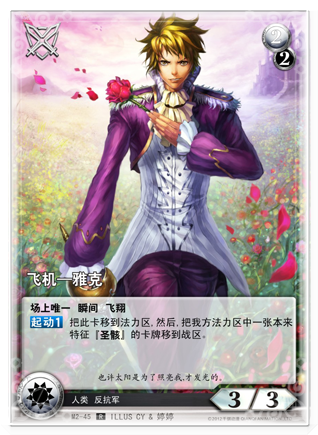 2
2
飞机—雅克
场上唯一 瞬间 飞翔
起动1 把此卡移到法力区,然后,把我方法力区中一张本来
特征『圣骸』的卡牌移到战区。
也许太阳是为了照亮我,才发光的。
人类 反抗军
3 / 3
M2-45 ILLUS CY & 婷婷